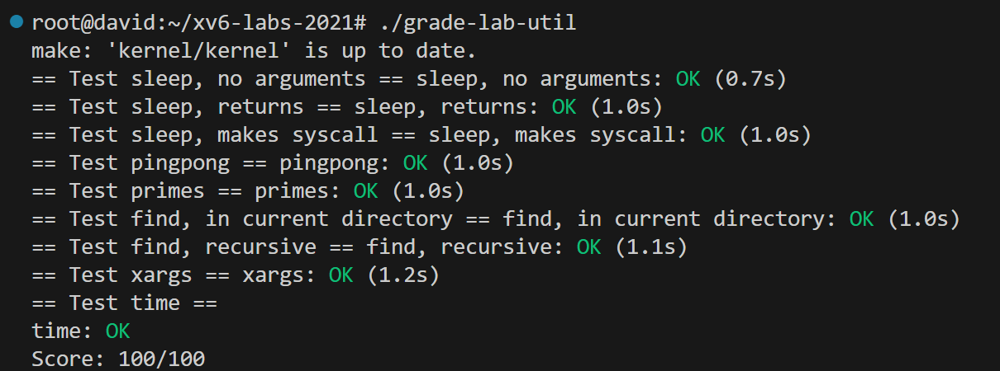 root@david:~/xv6-labs-2021# ./grade-lab-util
make: 'kernel/kernel' is up to date.
== Test sleep, no arguments == sleep, no arguments: OK (0.7s)
== Test sleep, returns == sleep, returns: OK (1.0s)
== Test sleep, makes syscall == sleep, makes syscall: OK (1.0s)
== Test pingpong == pingpong: OK (1.0s)
== Test primes == primes: OK (1.0s)
== Test find, in current directory == find, in current directory: OK (1.0s)
== Test find, recursive == find, recursive: OK (1.1s)
== Test xargs == xargs: OK (1.2s)
== Test time ==
time: OK
Score: 100/100